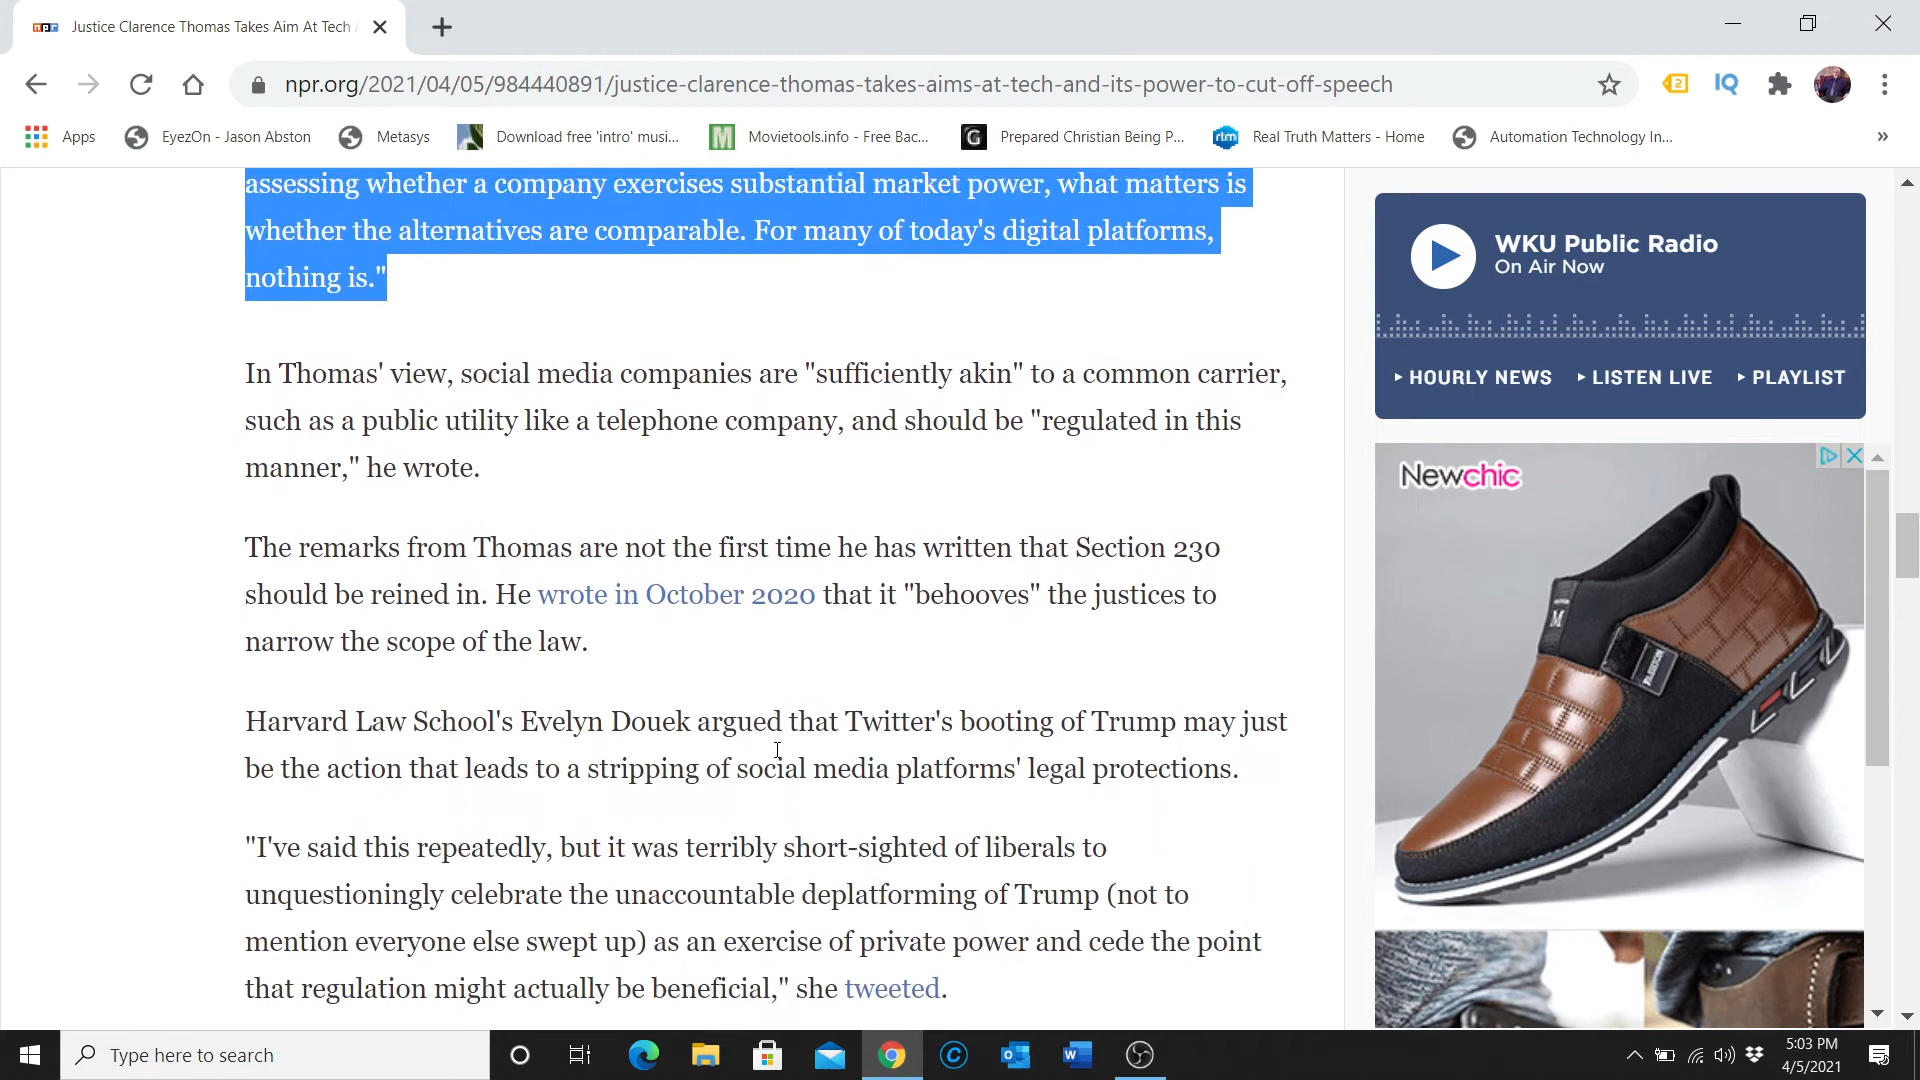 npr
Justice Clarence Thomas Takes Aim At Tech
npr.org/2021/04/05/984440891/justice-clarence-thomas-takes-aims-at-tech-and-its-power-to-cut-off-speech
2
IQ
Apps
EyezOn - Jason Abston
Metasys
Download free 'intro' musi...
M
Movietools.info - Free Bac...
G
Prepared Christian Being P...
rtm
Real Truth Matters - Home
Automation Technology In...
»
assessing whether a company exercises substantial market power, what matters is
whether the alternatives are comparable. For many of today's digital platforms,
nothing is."
In Thomas' view, social media companies are "sufficiently akin" to a common carrier,
such as a public utility like a telephone company, and should be "regulated in this
manner," he wrote.
The remarks from Thomas are not the first time he has written that Section 230
should be reined in. He wrote in October 2020 that it "behooves" the justices to
narrow the scope of the law.
Harvard Law School's Evelyn Douek argued that Twitter's booting of Trump may just
be the action that leads to a stripping of social media platforms' legal protections.
"I've said this repeatedly, but it was terribly short-sighted of liberals to
unquestioningly celebrate the unaccountable deplatforming of Trump (not to
mention everyone else swept up) as an exercise of private power and cede the point
that regulation might actually be beneficial," she tweeted.
WKU Public Radio
On Air Now
HOURLY NEWS
LISTEN LIVE
PLAYLIST
Newchic
M
Type here to search
5:03 PM
4/5/2021